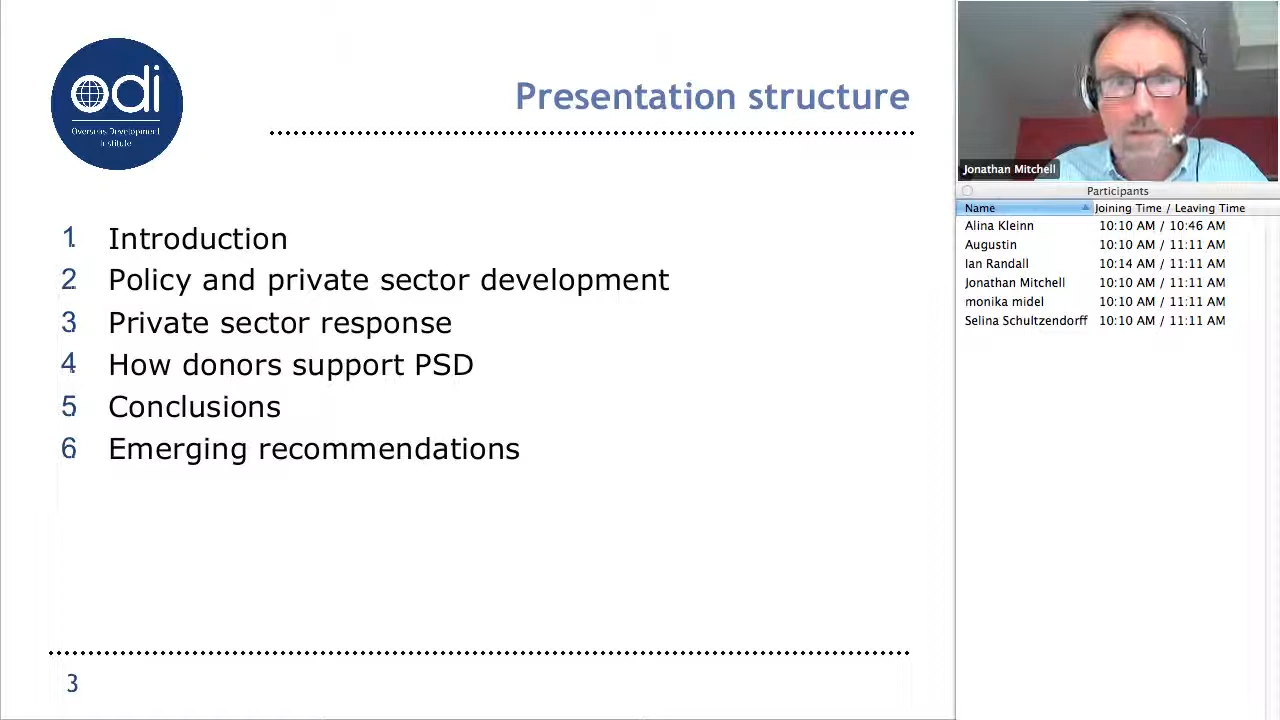 odi
Overseas Development
Institute
Presentation structure
1 Introduction
2 Policy and private sector development
3 Private sector response
4 How donors support PSD
5 Conclusions
6 Emerging recommendations
3
Jonathan Mitchell
Participants
Name Joining Time / Leaving Time
Alina Kleinn 10:10 AM / 10:46 AM
Augustin 10:10 AM / 11:11 AM
Ian Randall 10:14 AM / 11:11 AM
Jonathan Mitchell 10:10 AM / 11:11 AM
monika midel 10:10 AM / 11:11 AM
Selina Schultzendorff 10:10 AM / 11:11 AM